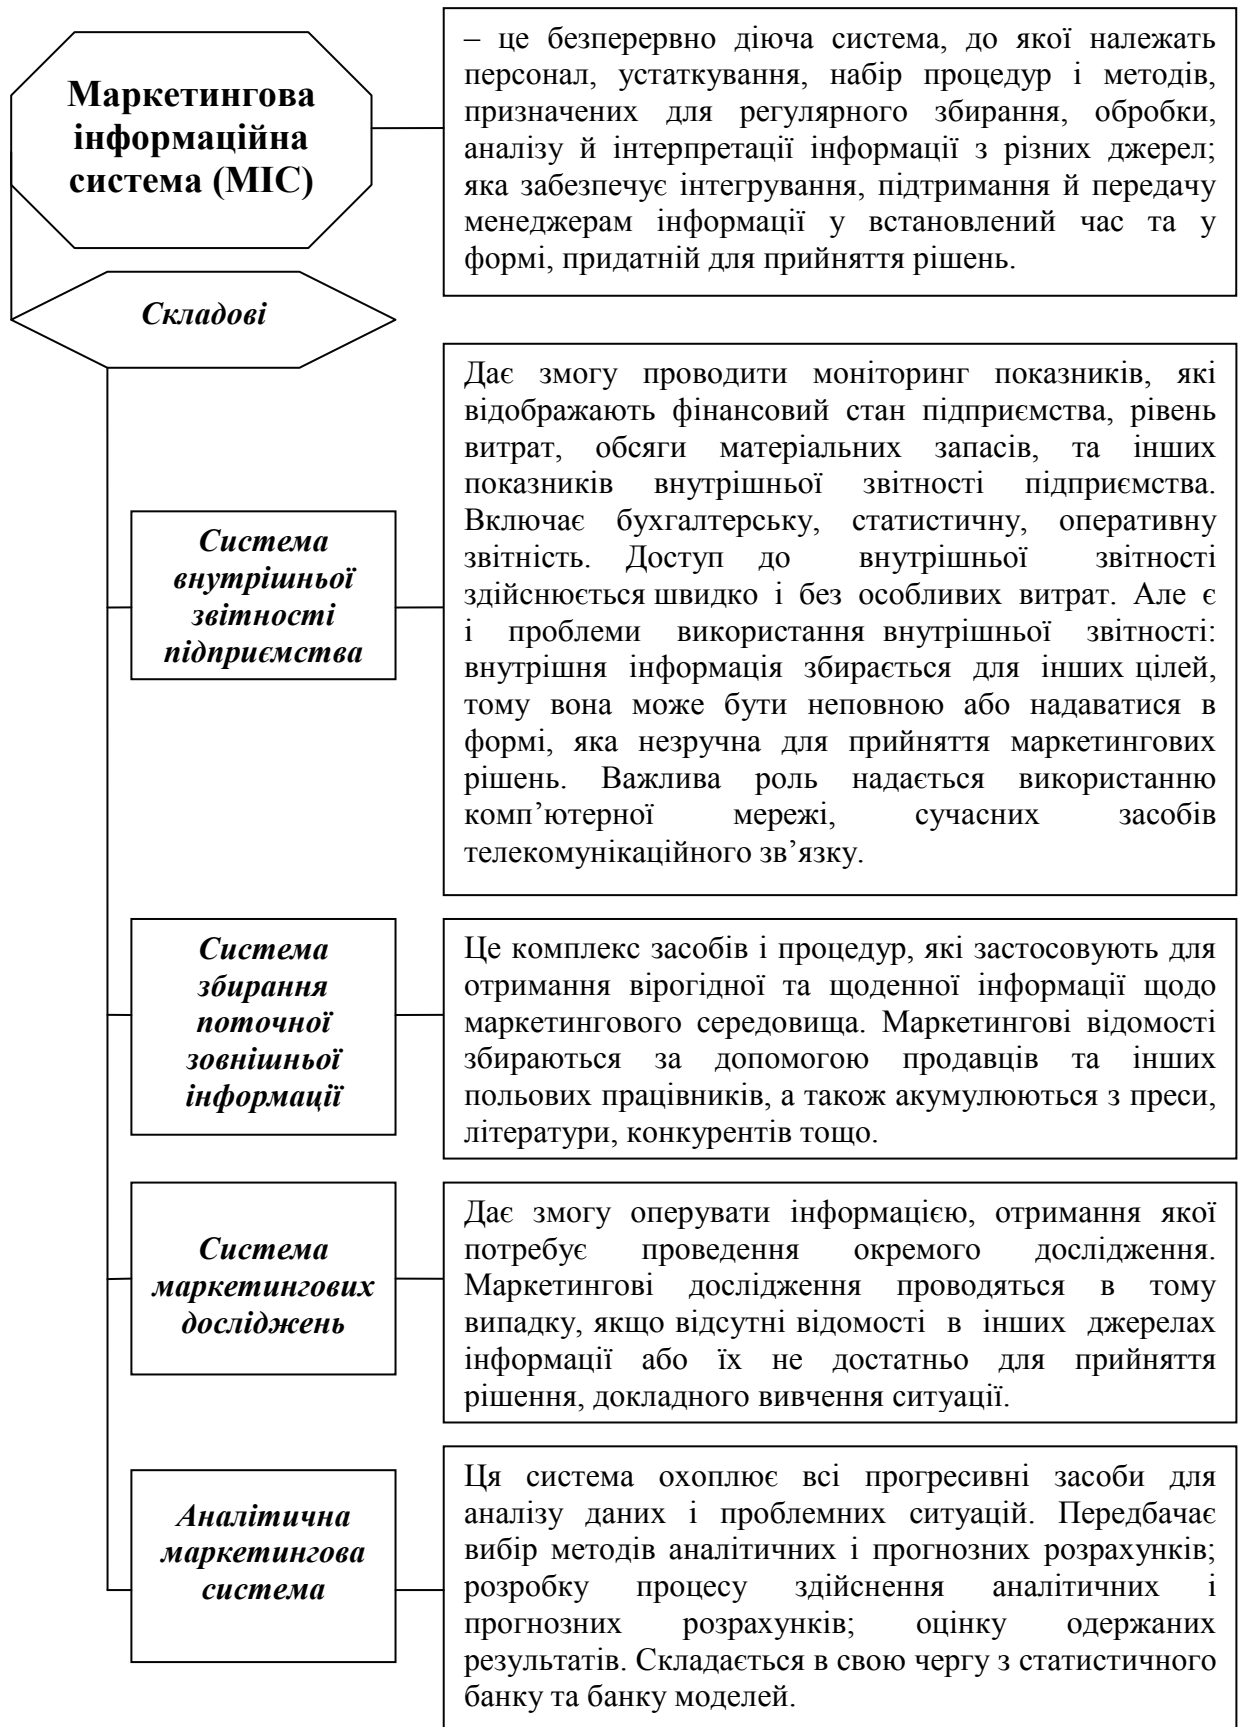 Маркетингова
інформаційна
система (МІС)
– це безперервно діюча система, до якої належать
персонал, устаткування, набір процедур і методів,
призначених для регулярного збирання, обробки,
аналізу й інтерпретації інформації з різних джерел;
яка забезпечує інтегрування, підтримання й передачу
менеджерам інформації у встановлений час та у
формі, придатній для прийняття рішень.
Складові
Система
внутрішньої
звітності
підприємства
Дає змогу проводити моніторинг показників, які
відображають фінансовий стан підприємства, рівень
витрат, обсяги матеріальних запасів, та інших
показників внутрішньої звітності підприємства.
Включає бухгалтерську, статистичну, оперативну
звітність. Доступ до внутрішньої звітності
здійснюється швидко і без особливих витрат. Але є
і проблеми використання внутрішньої звітності:
внутрішня інформація збирається для інших цілей,
тому вона може бути неповною або надаватися в
формі, яка незручна для прийняття маркетингових
рішень. Важлива роль надається використанню
комп’ютерної мережі, сучасних засобів
телекомунікаційного зв’язку.
Система
збирання
поточної
зовнішньої
інформації
Це комплекс засобів і процедур, які застосовують для
отримання вірогідної та щоденної інформації щодо
маркетингового середовища. Маркетингові відомості
збираються за допомогою продавців та інших
польових працівників, а також акумулюються з преси,
літератури, конкурентів тощо.
Система
маркетингових
досліджень
Дає змогу оперувати інформацією, отримання якої
потребує проведення окремого дослідження.
Маркетингові дослідження проводяться в тому
випадку, якщо відсутні відомості в інших джерелах
інформації або їх не достатньо для прийняття
рішення, докладного вивчення ситуації.
Аналітична
маркетингова
система
Ця система охоплює всі прогресивні засоби для
аналізу даних і проблемних ситуацій. Передбачає
вибір методів аналітичних і прогнозних розрахунків;
розробку процесу здійснення аналітичних і
прогнозних розрахунків; оцінку одержаних
результатів. Складається в свою чергу з статистичного
банку та банку моделей.